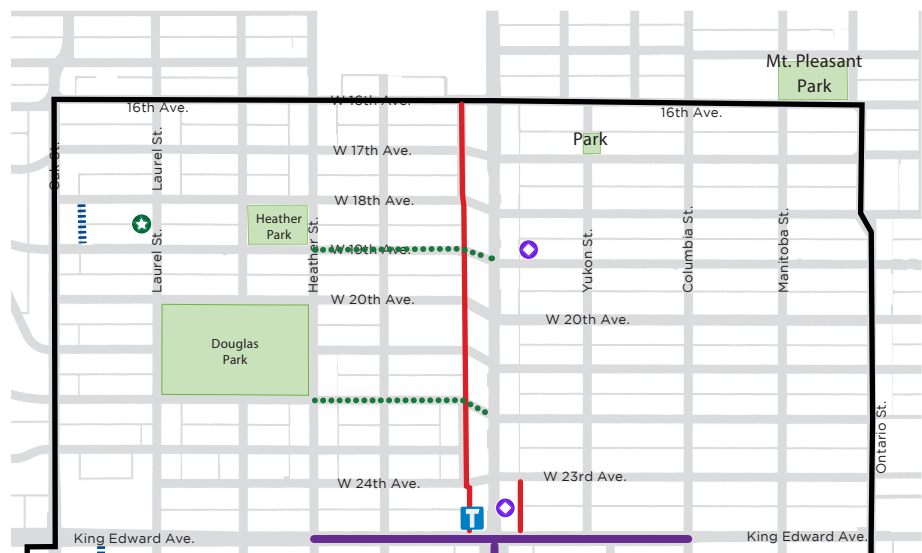 Mt. Pleasant
Park
W 16th Ave.
16th Ave.
16th Ave.
Laurel St.
Park
W 17th Ave.
Oak St.
W 18th Ave.
Heather
Park
Heather St.
W 19th Ave.
Laurel St.
Yukon St.
Columbia St.
Manitoba St.
W 20th Ave.
W 20th Ave.
Douglas
Park
Ontario St.
W 24th Ave.
W 23rd Ave.
T
King Edward Ave.
King Edward Ave.